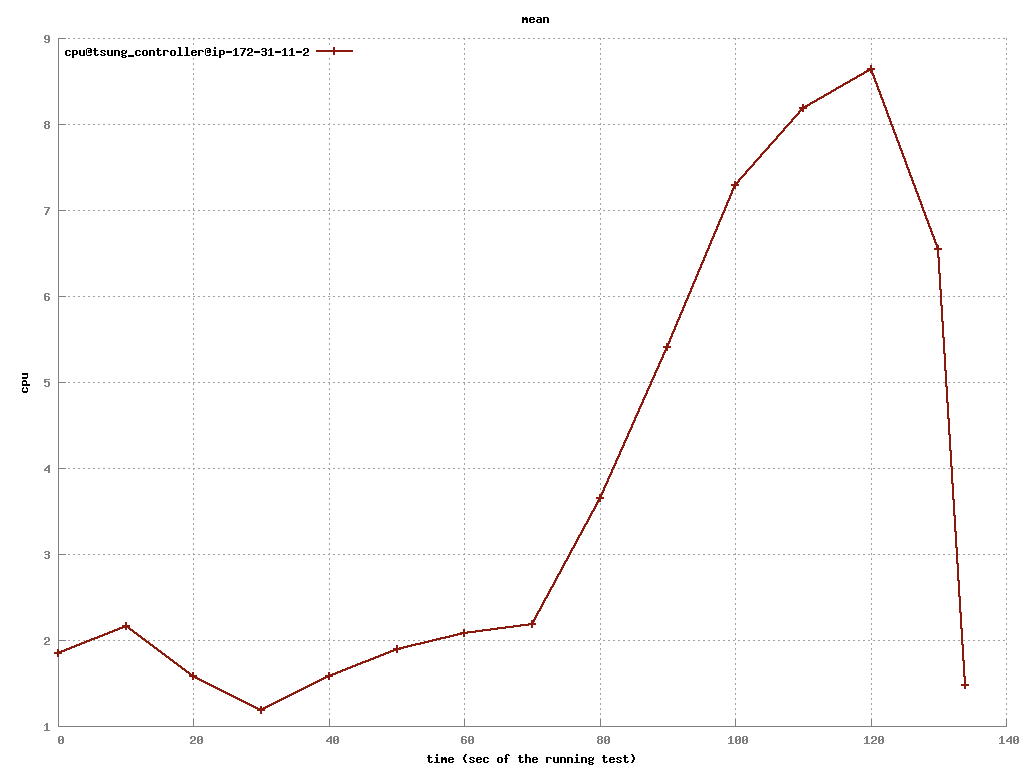 mean
cpu@tsung_controller@ip-172-31-11-2
9
8
7
6
5
4
3
2
1
cpu
0 20 40 60 80 100 120 140
time (sec of the running test)